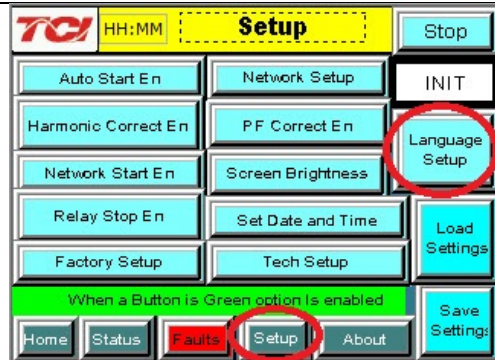 TCI HH:MM Setup Stop
Auto Start En Network Setup INIT
Harmonic Correct En PF Correct En
Language
Setup
Network Start En Screen Brightness
Relay Stop En Set Date and Time
Load
Settings
Factory Setup Tech Setup
When a Button is Green option Is enabled
Save
Settings
Home Status Faults Setup About